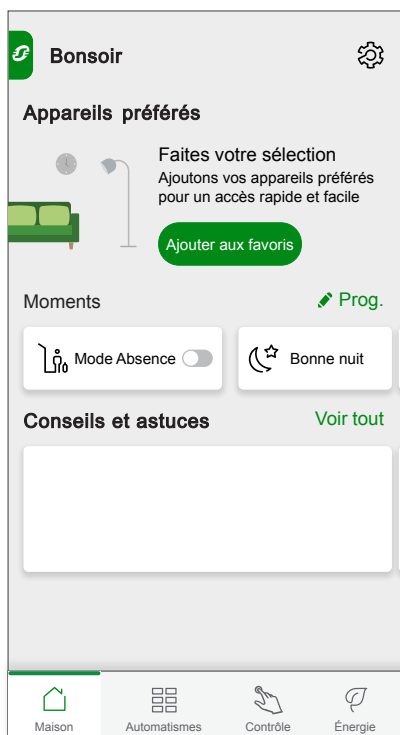 Bonsoir
Appareils préférés
Faites votre sélection
Ajoutons vos appareils préférés
pour un accès rapide et facile
Ajouter aux favoris
Moments
Prog.
Mode Absence
Bonne nuit
Conseils et astuces
Voir tout
Maison
Automatismes
Contrôle
Énergie